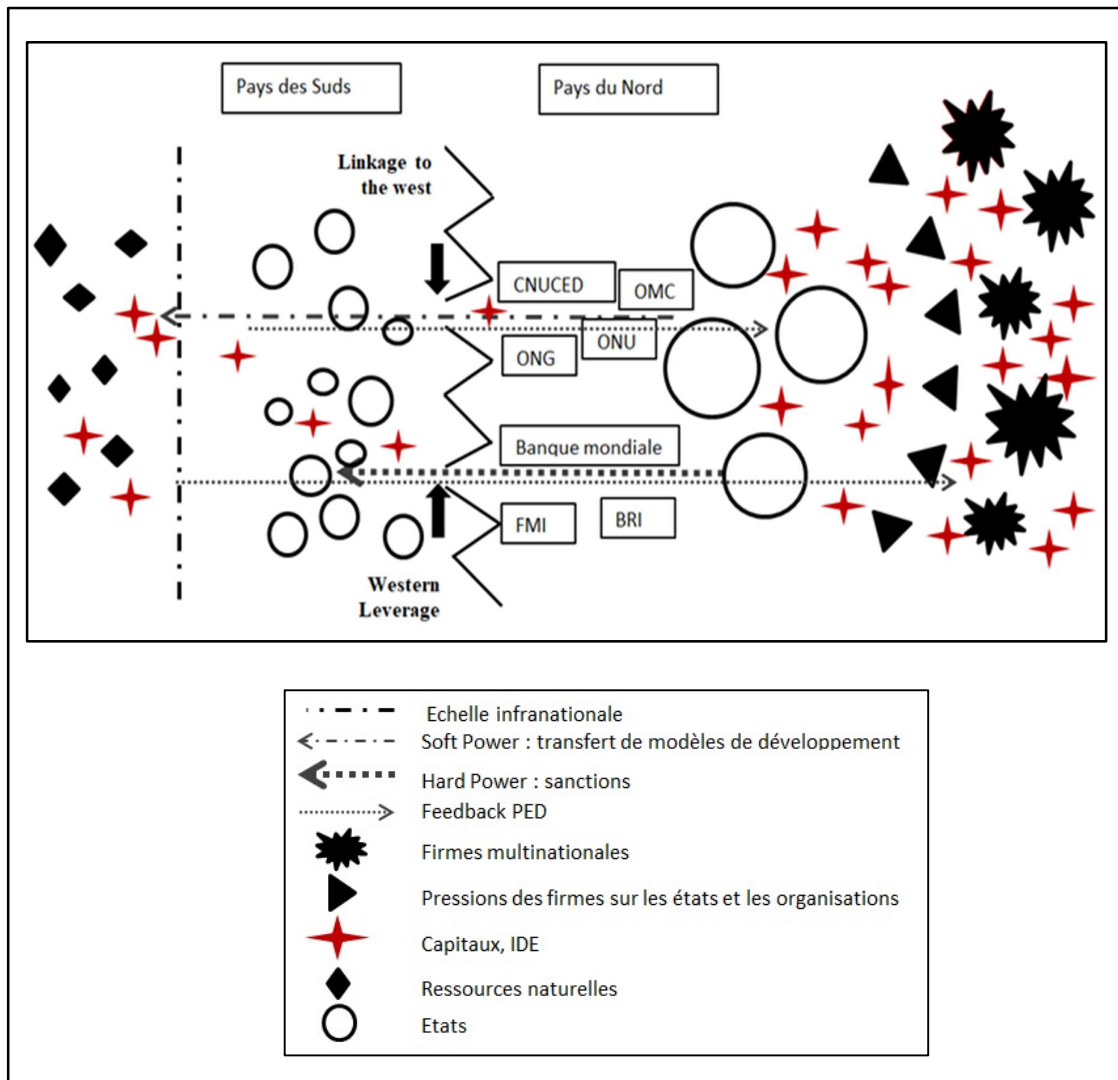 Pays des Suds
Pays du Nord
Linkage to
the west
CNUCED
OMC
ONU
ONG
Banque mondiale
FMI
BRI
Western
Leverage
Echelle infranationale
Soft Power : transfert de modèles de développement
Hard Power : sanctions
Feedback PED
Firmes multinationales
Pressions des firmes sur les états et les organisations
Capitaux, IDE
Ressources naturelles
Etats